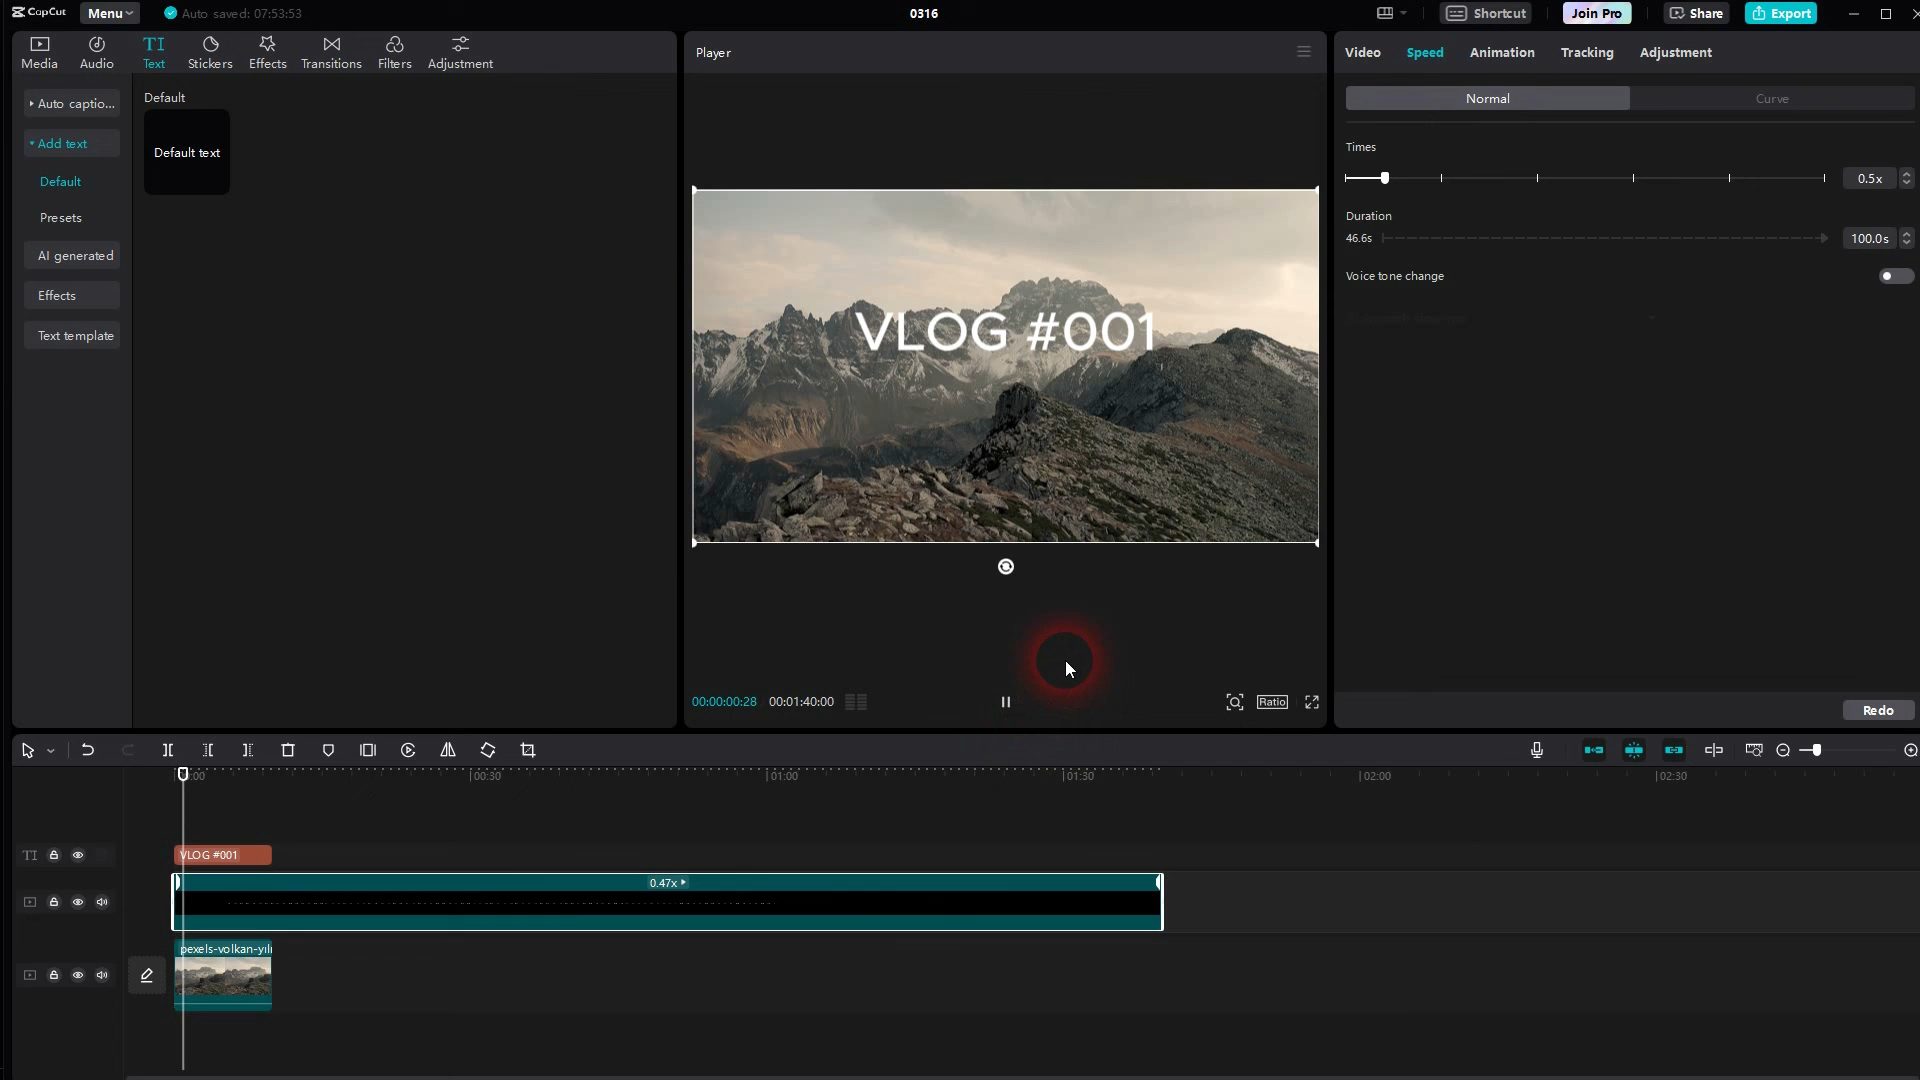 CapCut
Menu
Auto saved: 07:53:53
0316
Shortcut
Join Pro
Share
Export
Media
Audio
TI
Text
Stickers
Effects
Transitions
Filters
Adjustment
Player
Video
Speed
Animation
Tracking
Adjustment
Auto captio...
Add text
Default
Presets
AI generated
Effects
Text template
Default
Default text
VLOG #001
Normal
Curve
Times
0.5x
Duration
46.6s
100.0s
Voice tone change
00:00:00:28
00:01:40:00
Ratio
Redo
00:30
01:00
01:30
02:00
02:30
TI
VLOG #001
0.47x
pexels-volkan-yılı